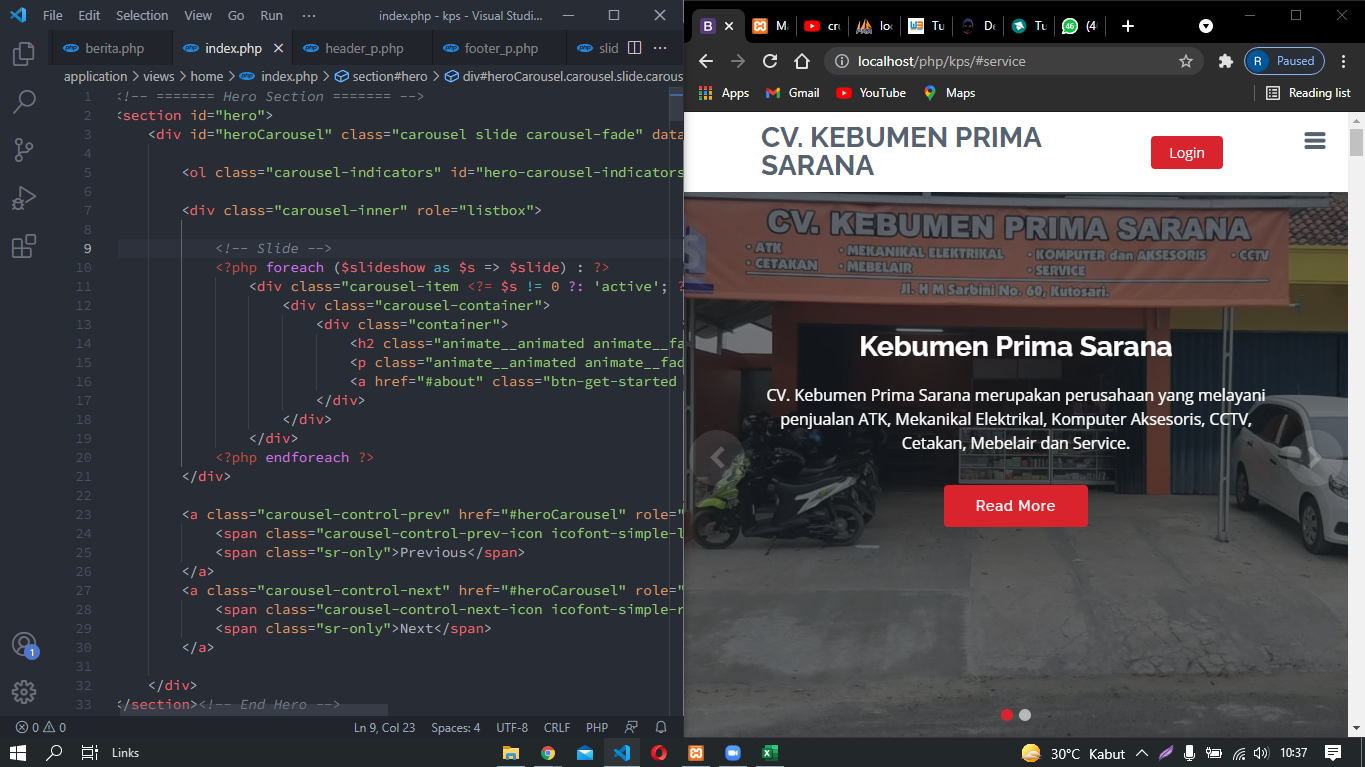 File Edit Selection View Go Run ··· index.php - kps - Visual Studi...
berita.php index.php header_p.php footer_p.php slid
application > views > home > index.php > section#hero > div#heroCarousel.carousel.slide.carous
1 <!-- ======= Hero Section ======= -->
2 <section id="hero">
3 <div id="heroCarousel" class="carousel slide carousel-fade" data
4
5 <ol class="carousel-indicators" id="hero-carousel-indicators
6
7 <div class="carousel-inner" role="listbox">
8
9 <!-- Slide -->
10 <?php foreach ($slideshow as $s => $slide) : ?>
11 <div class="carousel-item <?= $s != 0 ?: 'active'; ?
12 <div class="carousel-container">
13 <div class="container">
14 <h2 class="animate__animated animate__fa
15 <p class="animate__animated animate__fad
16 <a href="#about" class="btn-get-started
17 </div>
18 </div>
19 </div>
20 <?php endforeach ?>
21 </div>
22
23 <a class="carousel-control-prev" href="#heroCarousel" role="
24 <span class="carousel-control-prev-icon icofont-simple-l
25 <span class="sr-only">Previous</span>
26 </a>
27 <a class="carousel-control-next" href="#heroCarousel" role="
28 <span class="carousel-control-next-icon icofont-simple-r
29 <span class="sr-only">Next</span>
30 </a>
31
32 </div>
33 </section><!-- End Hero -->
1
0 0 Ln 9, Col 23 Spaces: 4 UTF-8 CRLF PHP
B M cru loc Tu De Tu 46 (4
localhost/php/kps/#service R Paused
Apps Gmail YouTube Maps Reading list
CV. KEBUMEN PRIMA
SARANA
Login
CV. KEBUMEN PRIMA SARANA
• ATK • MEKANIKAL ELEKTRIKAL • KOMPUTER dan AKSESORIS • CCTV
• CETAKAN • MEBELAIR • SERVICE
Jl. H M Sarbini No. 60, Kutosari.
Kebumen Prima Sarana
CV. Kebumen Prima Sarana merupakan perusahaan yang melayani
penjualan ATK, Mekanikal Elektrikal, Komputer Aksesoris, CCTV,
Cetakan, Mebelair dan Service.
Read More
Links 30°C Kabut 10:37